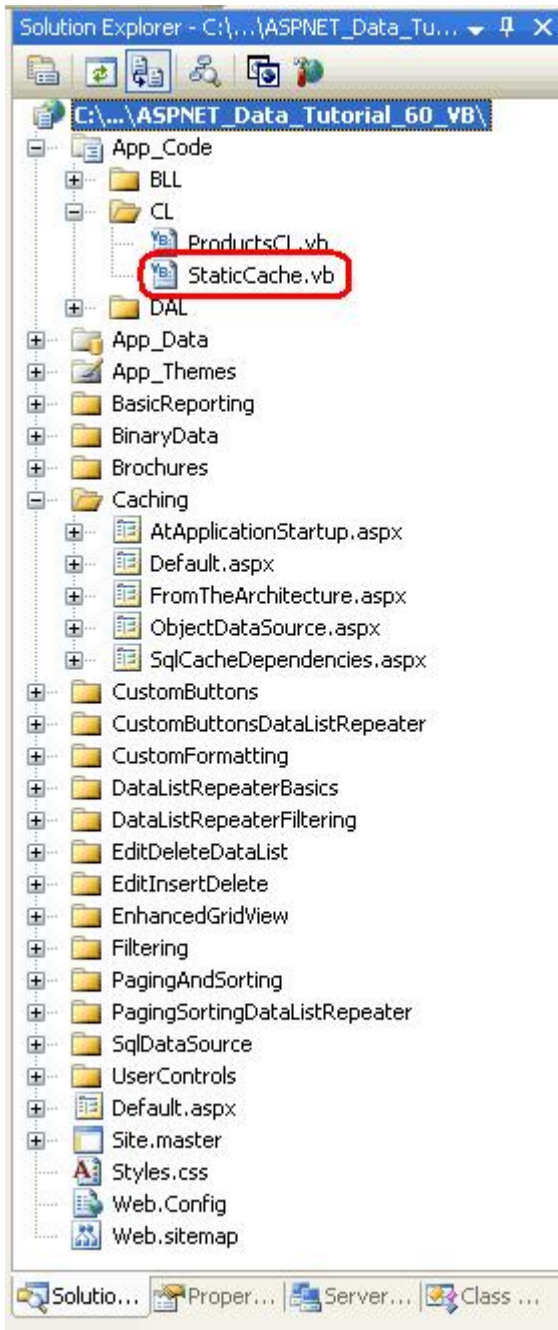 Solution Explorer - C:\...\ASPNET_Data_Tu...
C:\...\ASPNET_Data_Tutorial_60_VB\
App_Code
BLL
CL
ProductsCL.vb
StaticCache.vb
DAL
App_Data
App_Themes
BasicReporting
BinaryData
Brochures
Caching
AtApplicationStartup.aspx
Default.aspx
FromTheArchitecture.aspx
ObjectDataSource.aspx
SqlCacheDependencies.aspx
CustomButtons
CustomButtonsDataListRepeater
CustomFormatting
DataListRepeaterBasics
DataListRepeaterFiltering
EditDeleteDataList
EditInsertDelete
EnhancedGridView
Filtering
PagingAndSorting
PagingSortingDataListRepeater
SqlDataSource
UserControls
Default.aspx
Site.master
Styles.css
Web.Config
Web.sitemap
Solutio... Proper... Server... Class ...